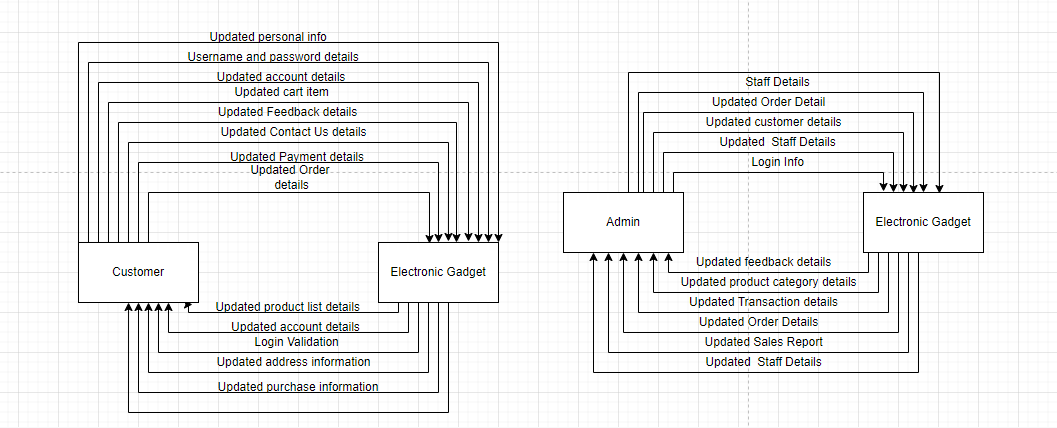 Updated personal info
Username and password details
Updated account details
Updated cart item
Updated Feedback details
Updated Contact Us details
Updated Payment details
Updated Order
details
Customer
Electronic Gadget
Updated product list details
Updated account details
Login Validation
Updated address information
Updated purchase information
Staff Details
Updated Order Detail
Updated customer details
Updated  Staff Details
Login Info
Admin
Electronic Gadget
Updated feedback details
Updated product category details
Updated Transaction details
Updated Order Details
Updated Sales Report
Updated  Staff Details